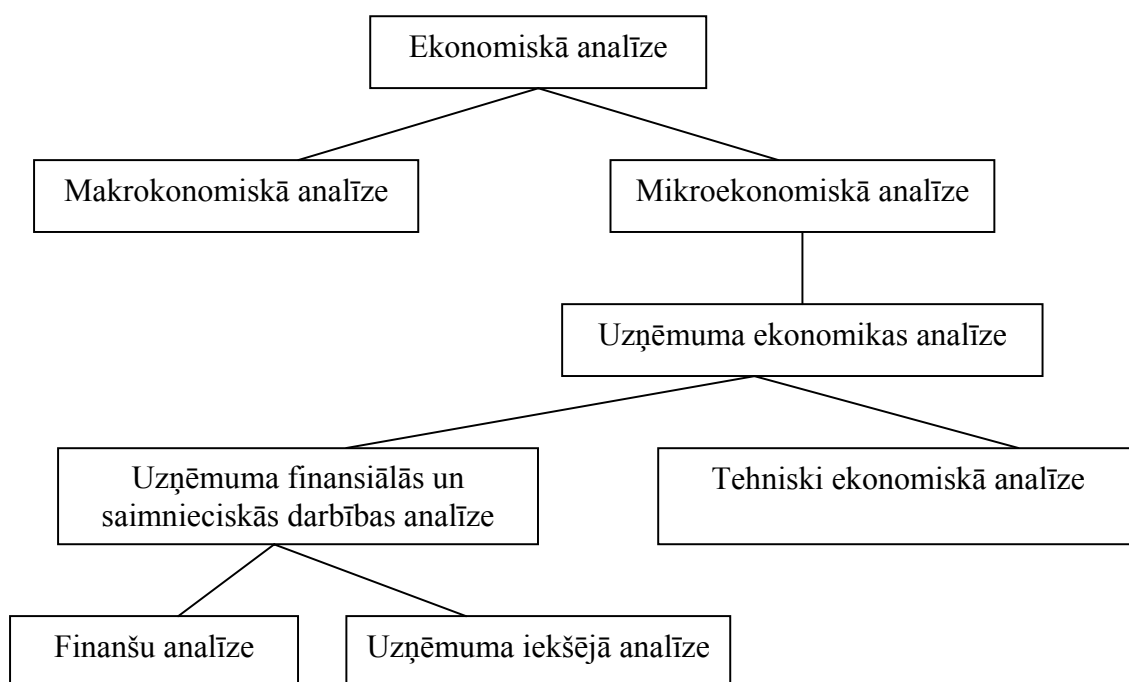 Ekonomiskā analīze
Makrokonomiskā analīze
Mikroekonomiskā analīze
Uzņēmuma ekonomikas analīze
Uzņēmuma finansiālās un
saimnieciskās darbības analīze
Tehniski ekonomiskā analīze
Finanšu analīze
Uzņēmuma iekšējā analīze